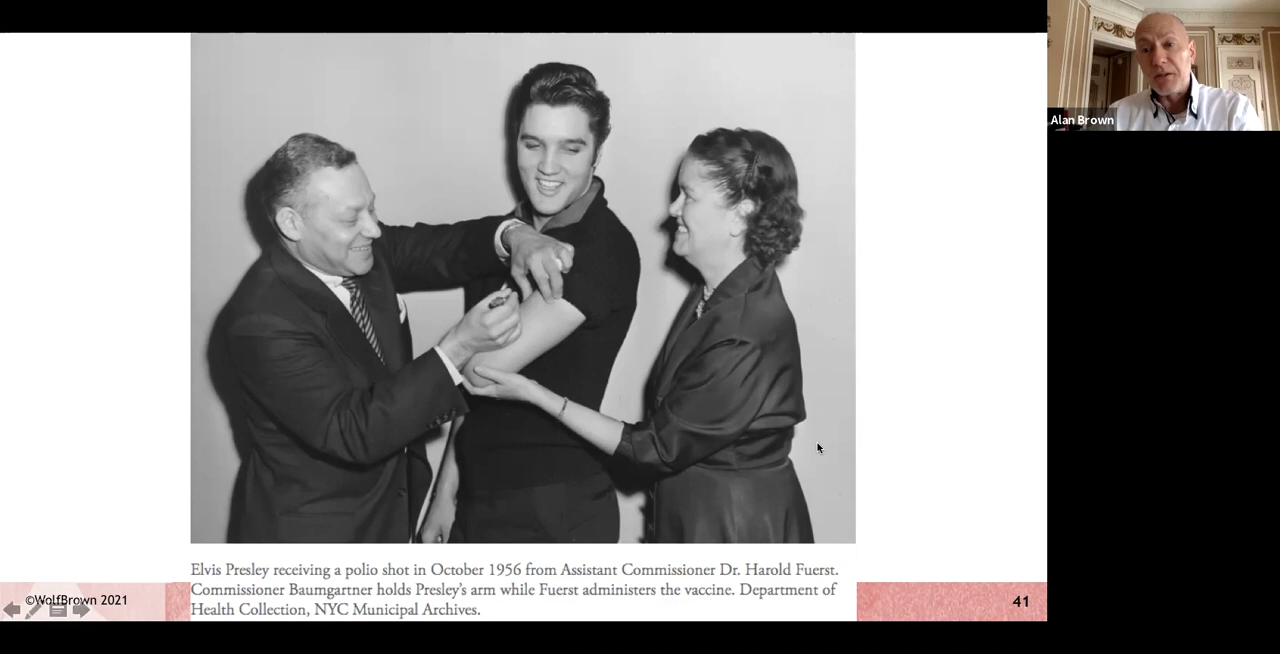 Alan Brown
Elvis Presley receiving a polio shot in October 1956 from Assistant Commissioner Dr. Harold Fuerst.
Commissioner Baumgartner holds Presley's arm while Fuerst administers the vaccine. Department of
Health Collection, NYC Municipal Archives.
©WolfBrown 2021
41